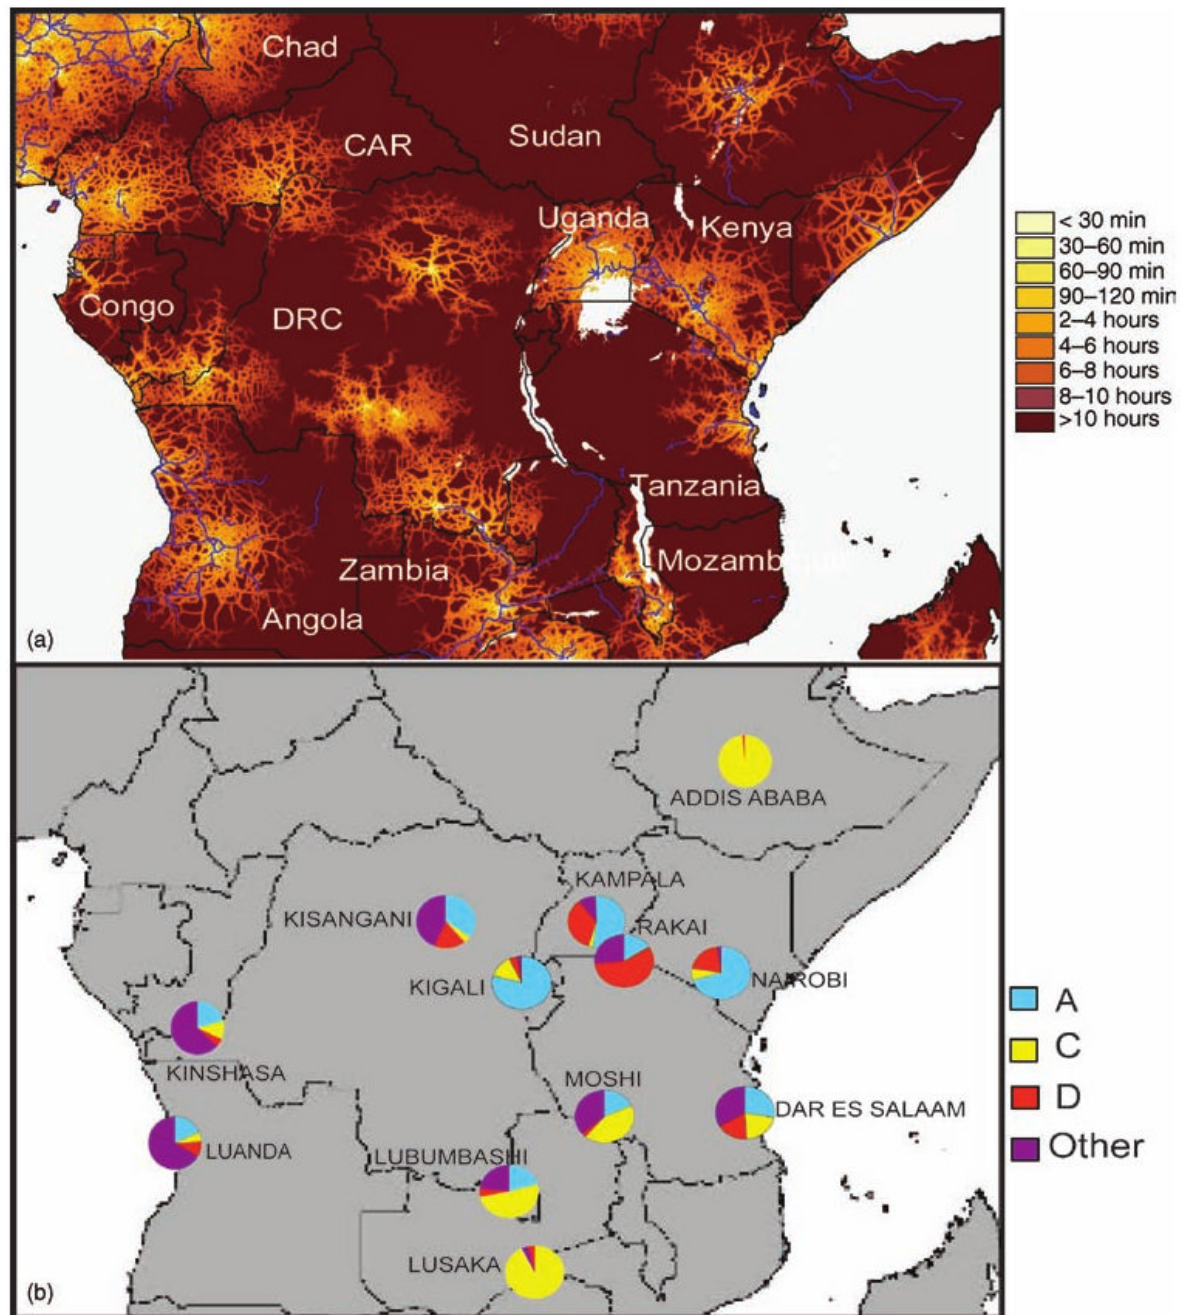 Chad
CAR
Sudan
Uganda
Kenya
Congo
DRC
Tanzania
Zambia
Mozambique
Angola
(a)
< 30 min
30–60 min
60–90 min
90–120 min
2–4 hours
4–6 hours
6–8 hours
8–10 hours
>10 hours
ADDIS ABABA
KAMPALA
KISANGANI
RAKAI
KIGALI
NAIROBI
KINSHASA
MOSHI
DAR ES SALAAM
LUANDA
LUBUMBASHI
LUSAKA
(b)
A
C
D
Other